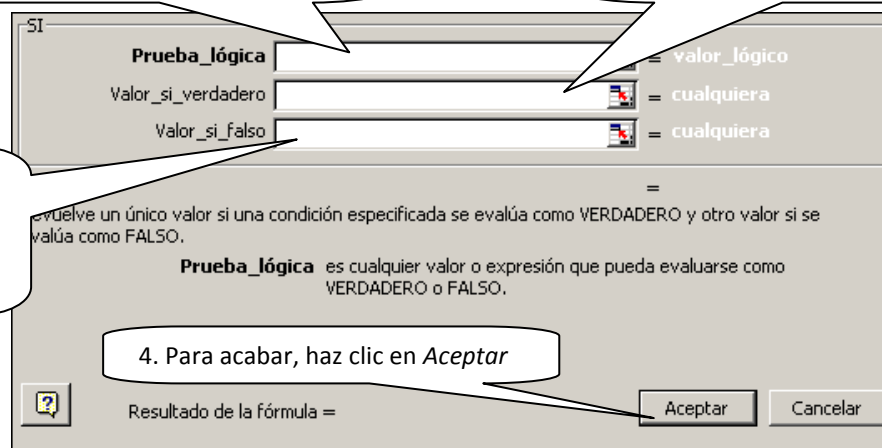 SI
Prueba_lógica = valor_lógico
Valor_si_verdadero = cualquiera
Valor_si_falso = cualquiera
=
evuelve un único valor si una condición especificada se evalúa como VERDADERO y otro valor si se
valúa como FALSO.
Prueba_lógica es cualquier valor o expresión que pueda evaluarse como
VERDADERO o FALSO.
4. Para acabar, haz clic en Aceptar
? Resultado de la fórmula = Aceptar Cancelar